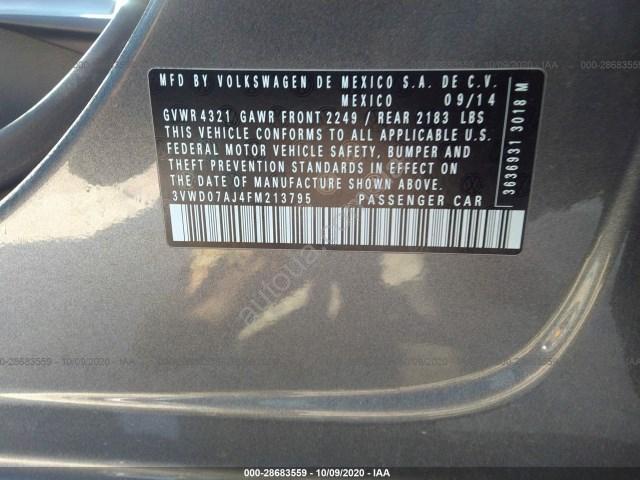 MFD BY VOLKSWAGEN DE MEXICO S.A. DE C.V.
MEXICO 09/14
GVWR 4321 GAWR FRONT 2249 / REAR 2183 LBS
THIS VEHICLE CONFORMS TO ALL APPLICABLE U.S.
FEDERAL MOTOR VEHICLE SAFETY, BUMPER AND
THEFT PREVENTION STANDARDS IN EFFECT ON
THE DATE OF MANUFACTURE SHOWN ABOVE
3VWD07AJ4FM213795 PASSENGER CAR
3636931 3018 M
000-28683559 - 10/09/2020 - IAA